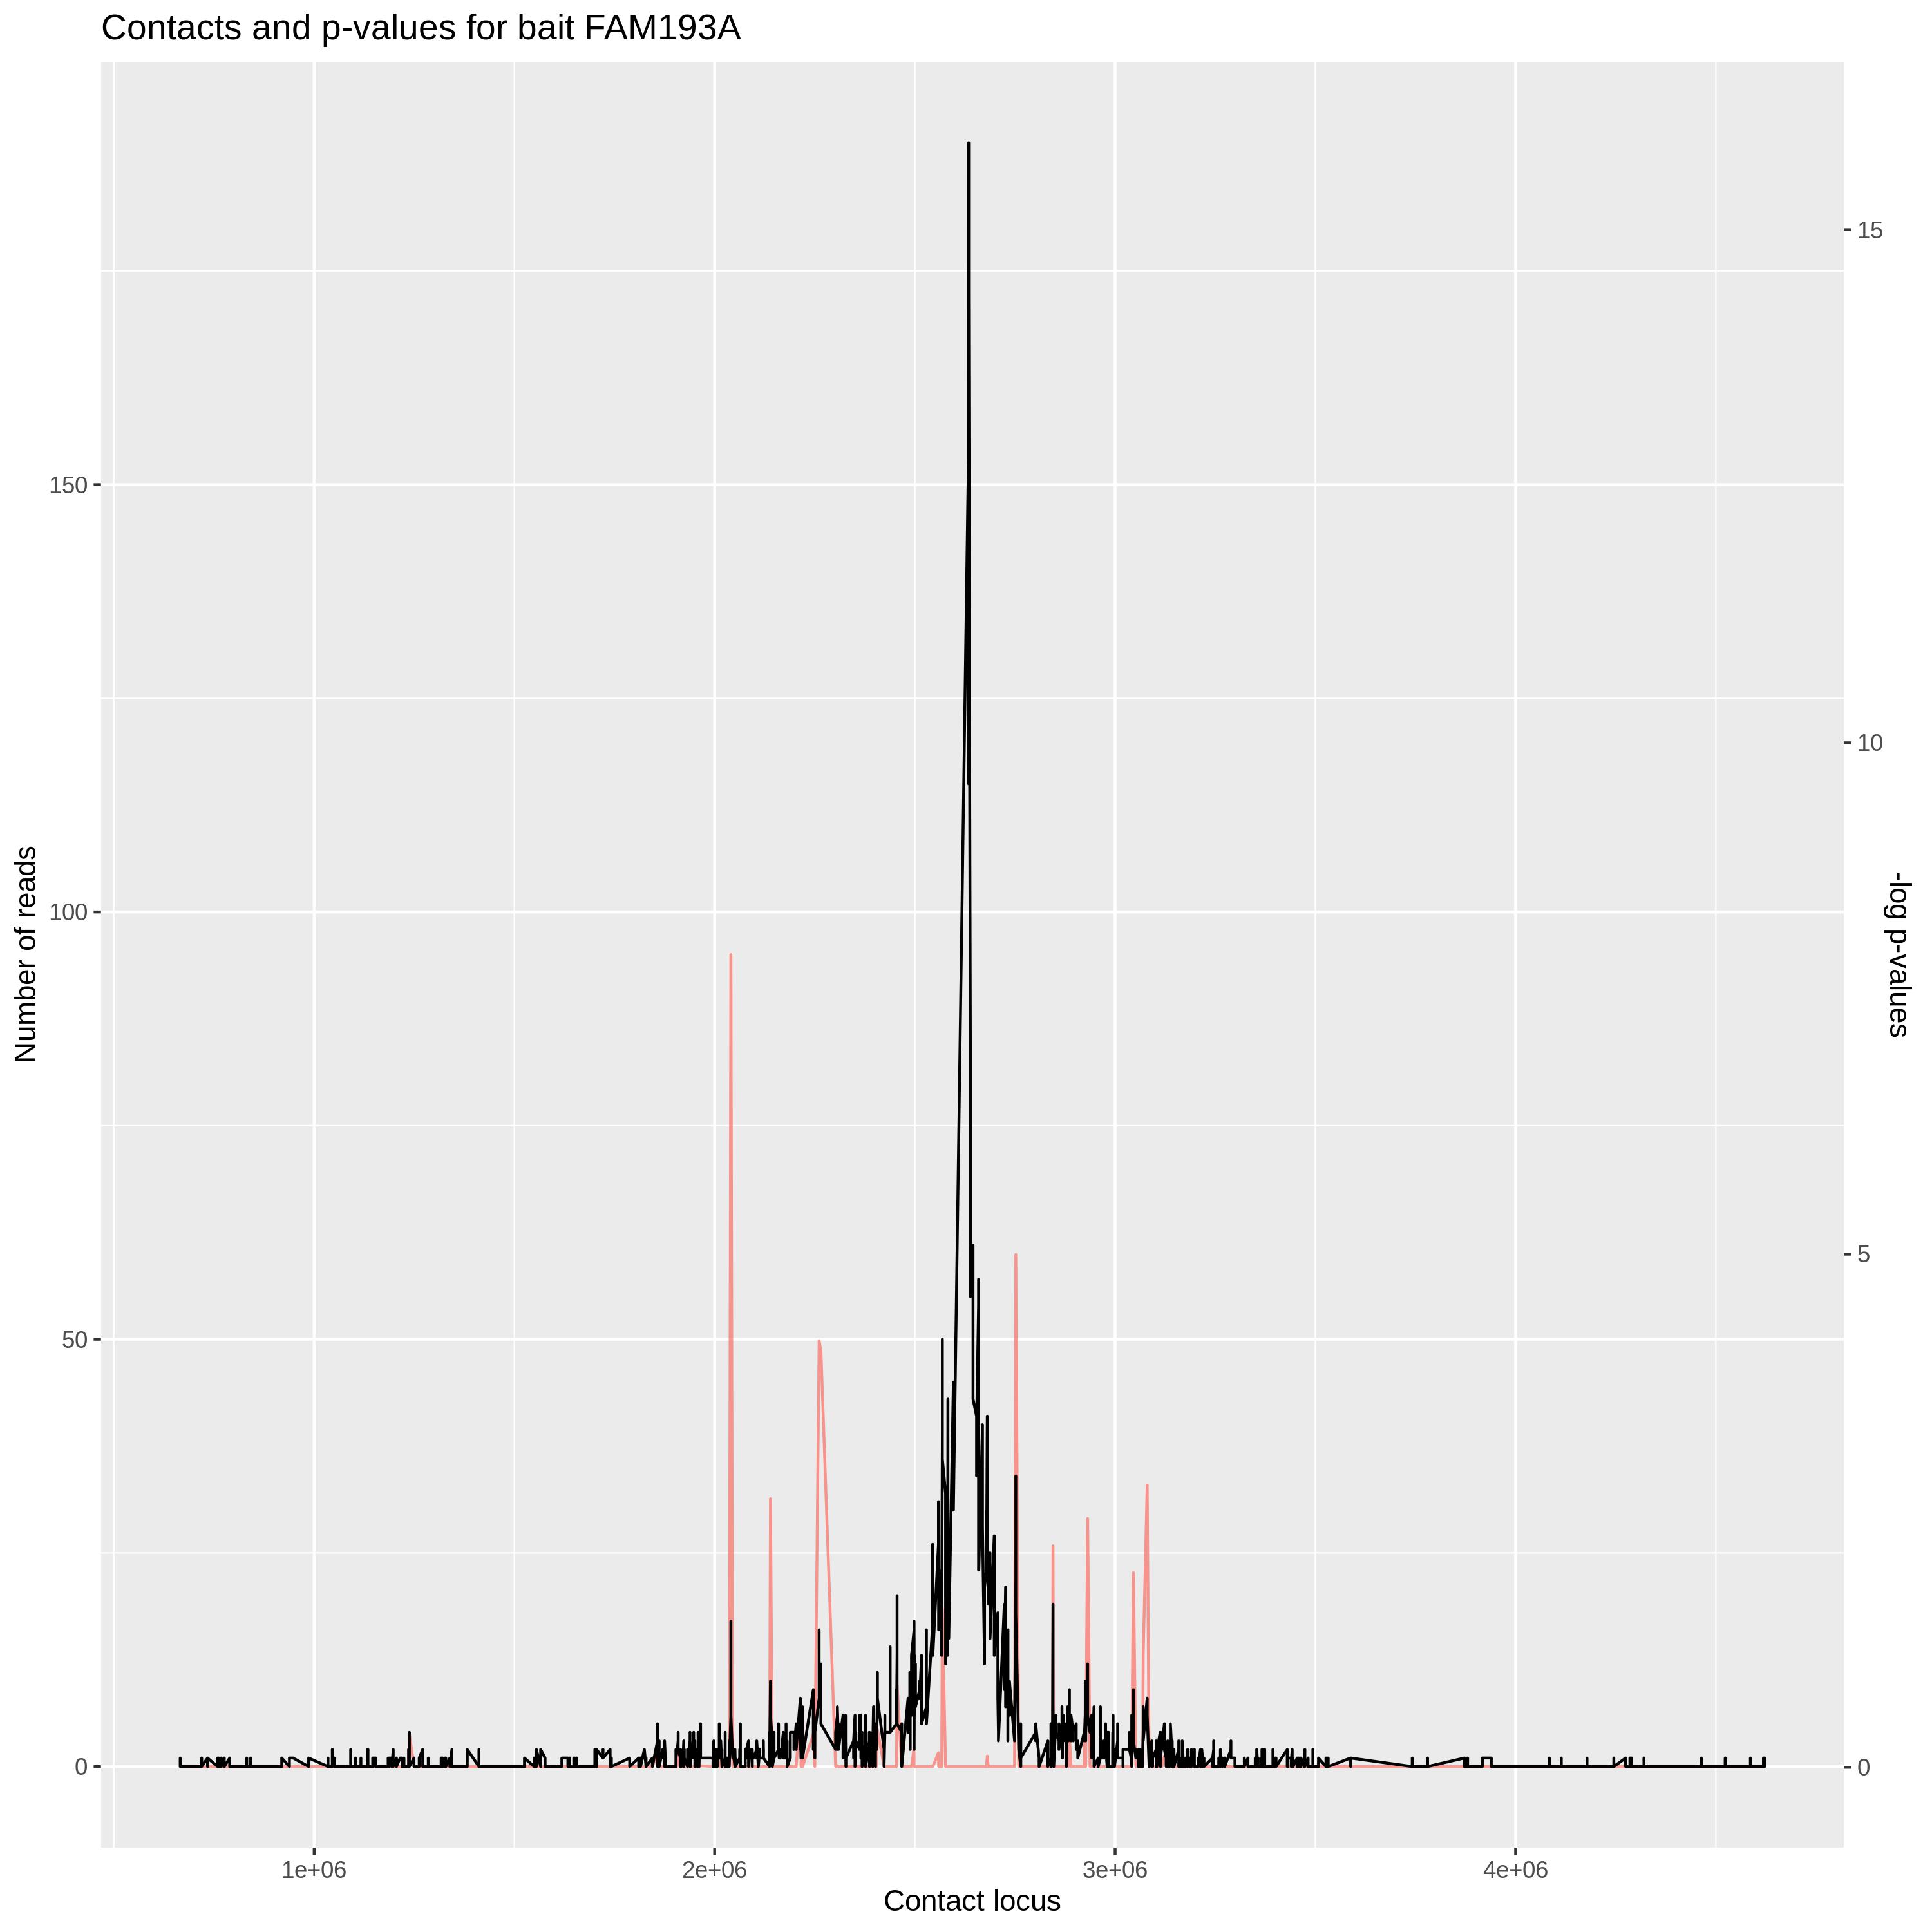 Contacts and p-values for bait FAM193A
15
150
10
Number of reads
100
-log p-values
5
50
0
0
1e+06
2e+06
3e+06
4e+06
Contact locus